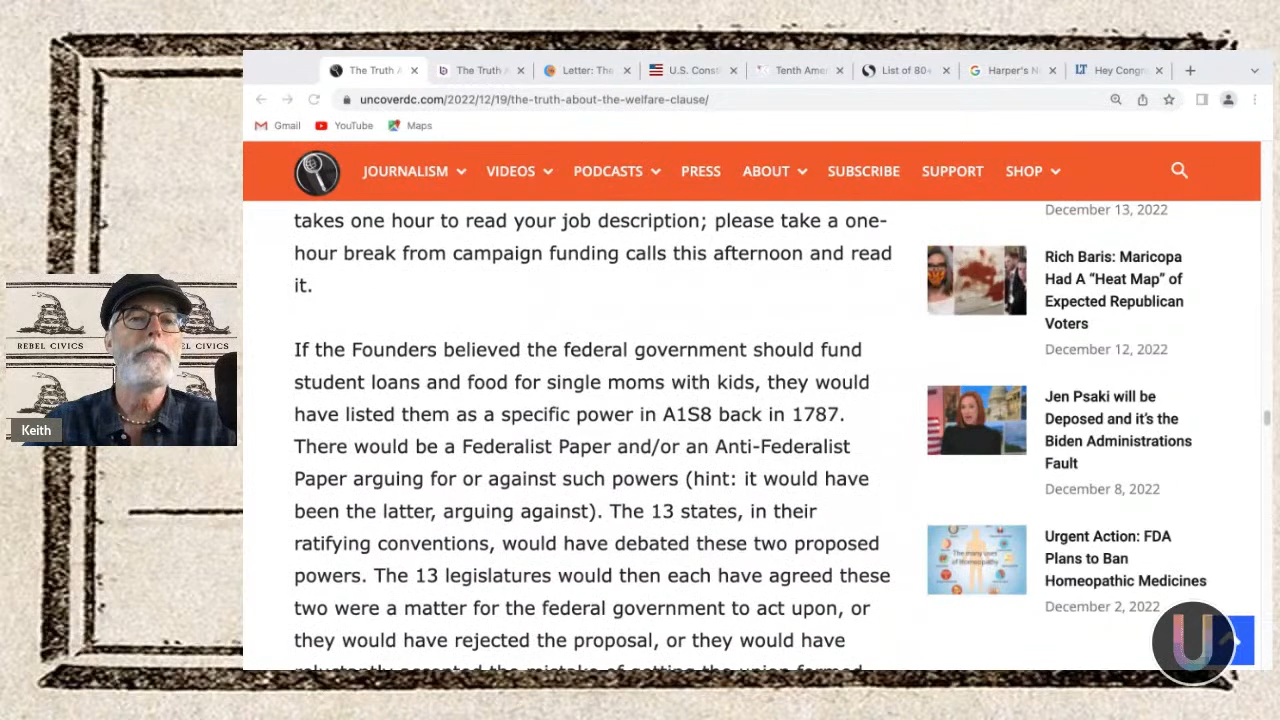 The Truth A
The Truth A
Letter: The
U.S. Const
Tenth Ame
List of 80+
Harper's N
Hey Congr
uncoverdc.com/2022/12/19/the-truth-about-the-welfare-clause/
Gmail
YouTube
Maps
JOURNALISM
VIDEOS
PODCASTS
PRESS
ABOUT
SUBSCRIBE
SUPPORT
SHOP
takes one hour to read your job description; please take a one-
hour break from campaign funding calls this afternoon and read
it.
If the Founders believed the federal government should fund
student loans and food for single moms with kids, they would
have listed them as a specific power in A1S8 back in 1787.
There would be a Federalist Paper and/or an Anti-Federalist
Paper arguing for or against such powers (hint: it would have
been the latter, arguing against). The 13 states, in their
ratifying conventions, would have debated these two proposed
powers. The 13 legislatures would then each have agreed these
two were a matter for the federal government to act upon, or
they would have rejected the proposal, or they would have
December 13, 2022
Rich Baris: Maricopa
Had A “Heat Map” of
Expected Republican
Voters
December 12, 2022
Jen Psaki will be
Deposed and it’s the
Biden Administrations
Fault
December 8, 2022
Urgent Action: FDA
Plans to Ban
Homeopathic Medicines
December 2, 2022
REBEL CIVICS
EL CIVICS
Keith
U